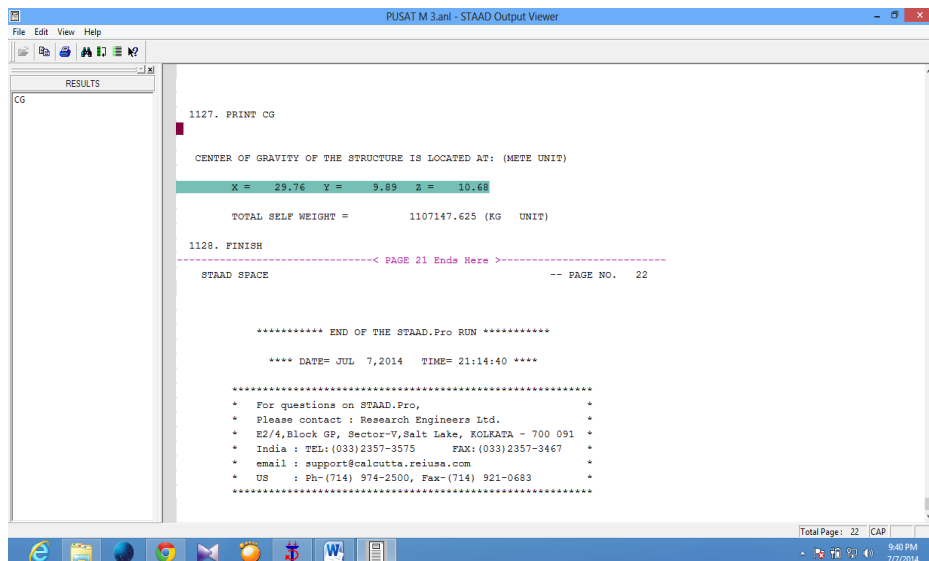 PUSAT M 3.anl - STAAD Output Viewer
File Edit View Help
RESULTS
CG
1127. PRINT CG
CENTER OF GRAVITY OF THE STRUCTURE IS LOCATED AT: (METE UNIT)
X = 29.76 Y = 9.89 Z = 10.68
TOTAL SELF WEIGHT = 1107147.625 (KG UNIT)
1128. FINISH
-------------------------------< PAGE 21 Ends Here >---------------------------
STAAD SPACE -- PAGE NO. 22
*********** END OF THE STAAD.Pro RUN ***********
**** DATE= JUL 7,2014 TIME= 21:14:40 ****
************************************************************
* For questions on STAAD.Pro, *
* Please contact : Research Engineers Ltd. *
* E2/4,Block GP, Sector-V,Salt Lake, KOLKATA - 700 091 *
* India : TEL:(033)2357-3575 FAX:(033)2357-3467 *
* email : support@calcutta.reiusa.com *
* US : Ph-(714) 974-2500, Fax-(714) 921-0683 *
************************************************************
Total Page: 22 CAP
9:40 PM
7/7/2014